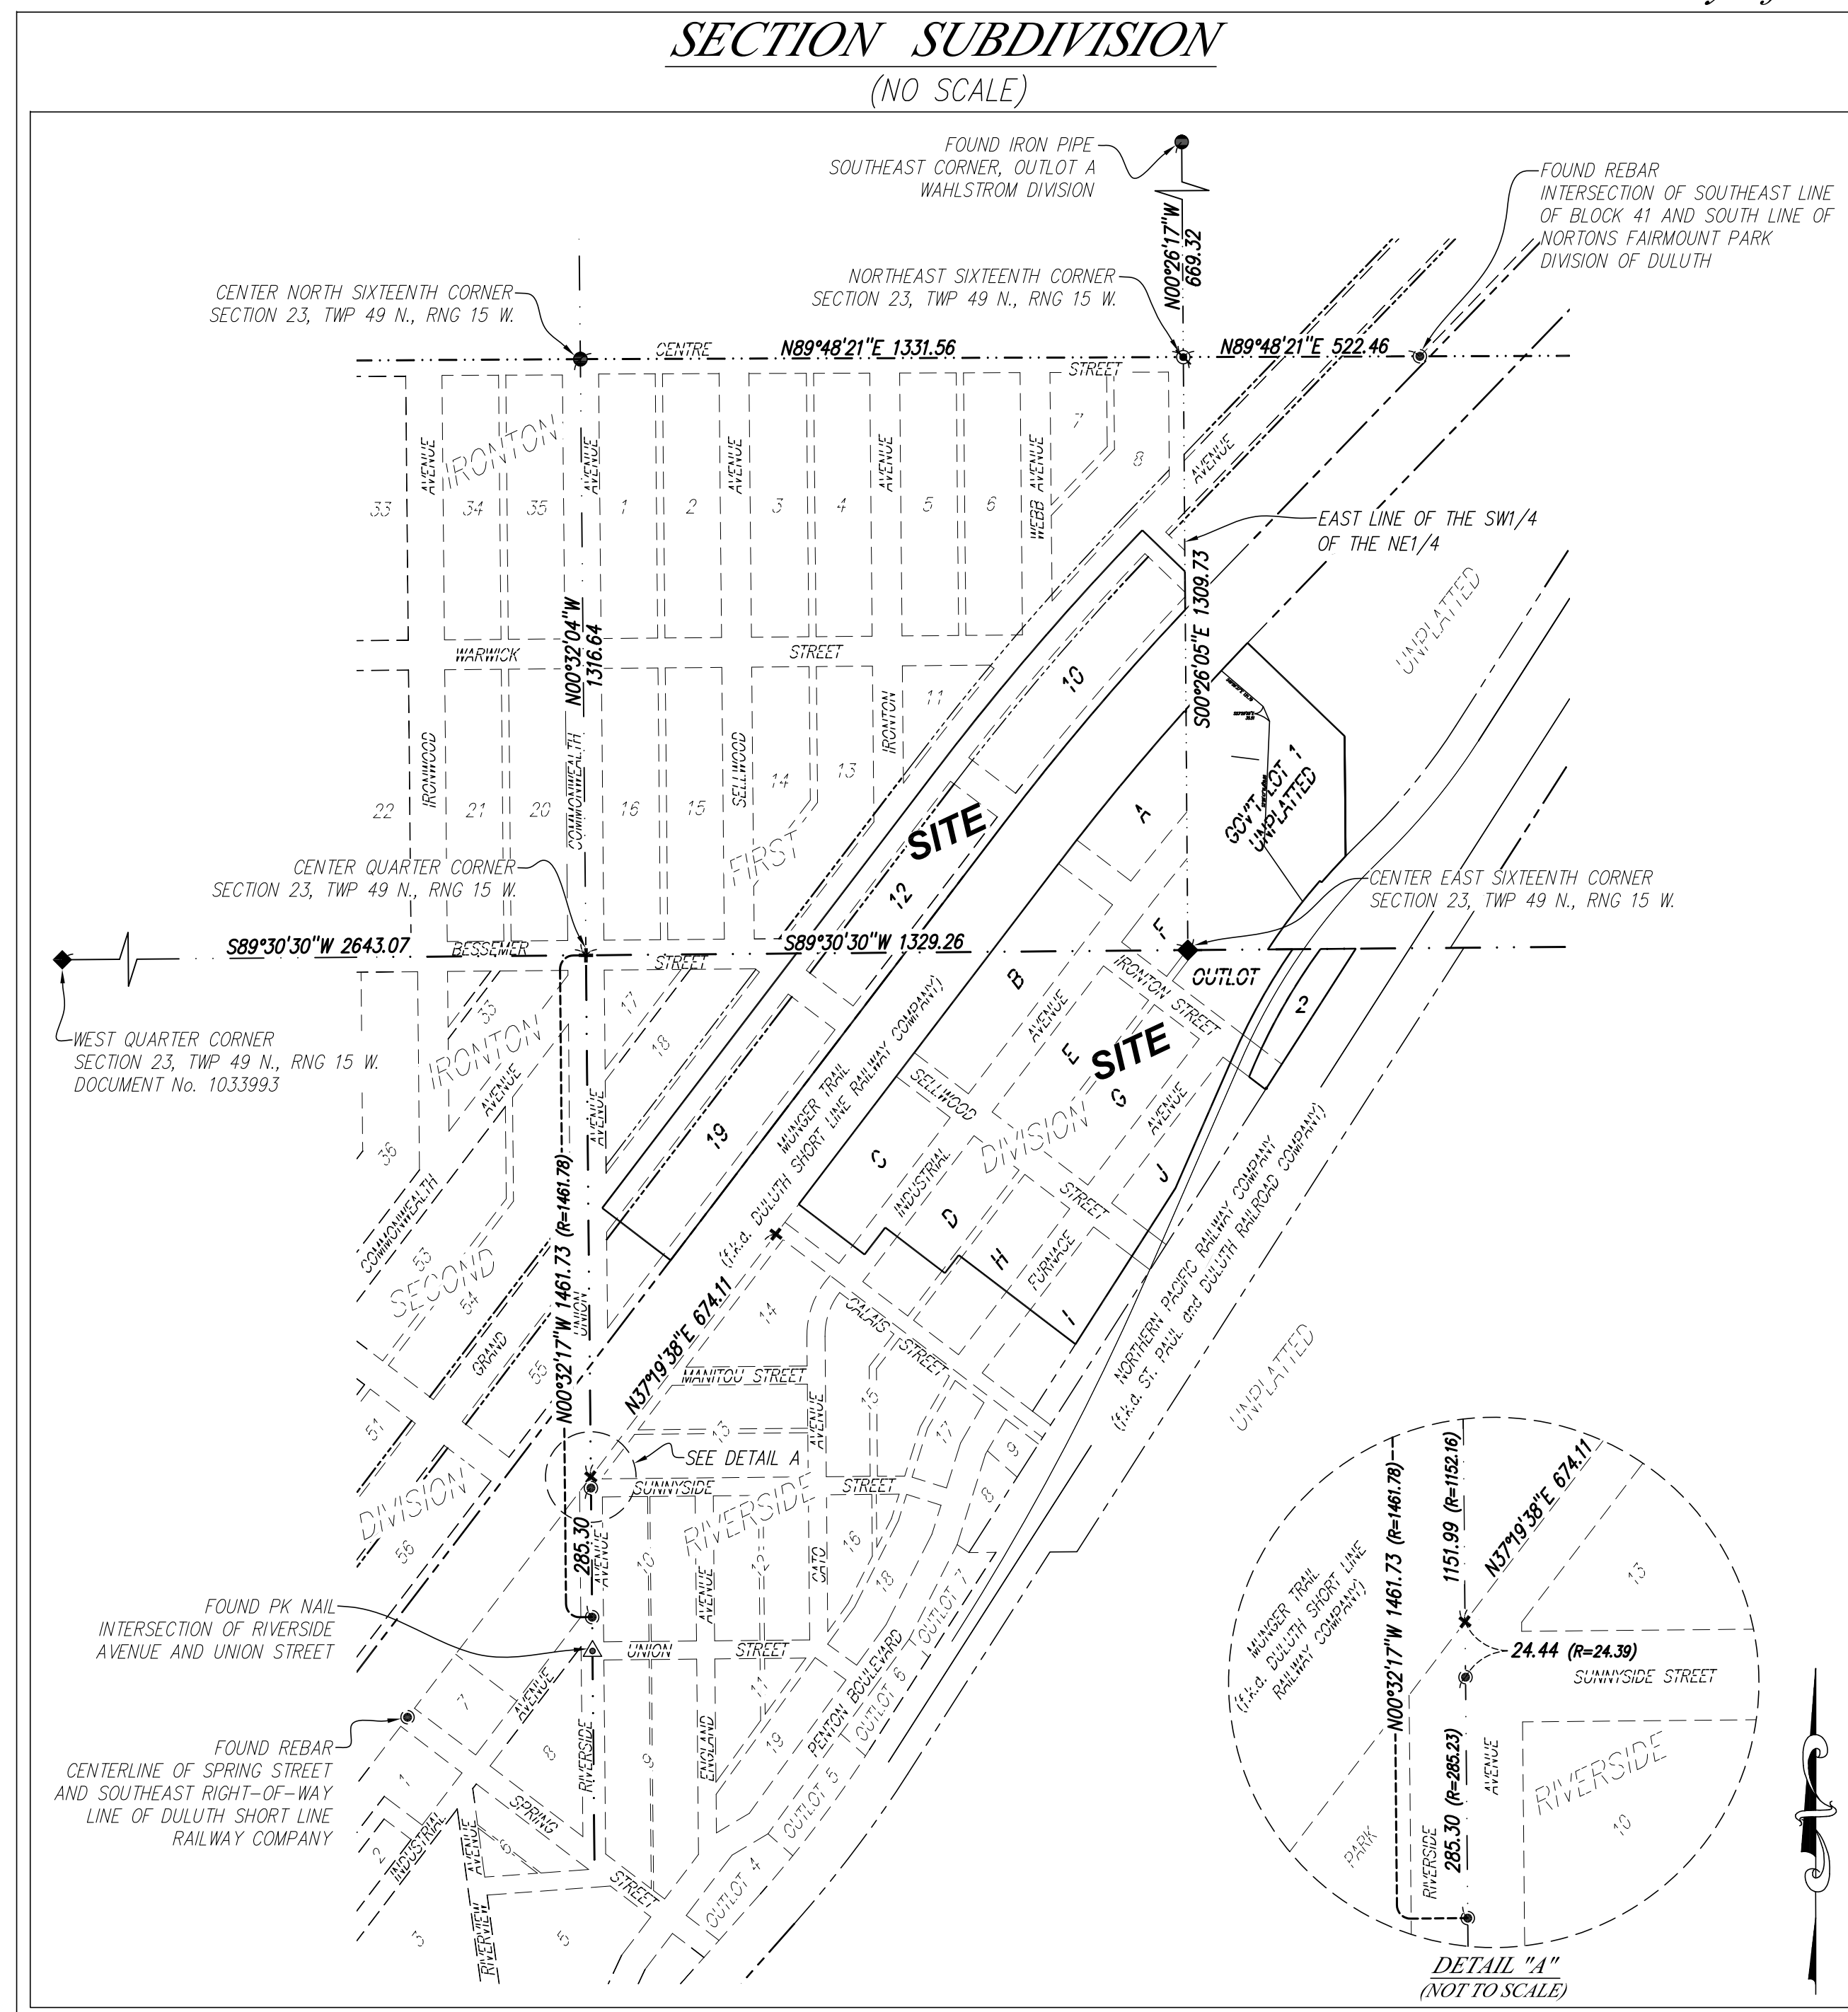 SECTION SUBDIVISION
(NO SCALE)
FOUND IRON PIPE
SOUTHEAST CORNER, OUTLOT A
WAHLSTROM DIVISION
FOUND REBAR
INTERSECTION OF SOUTHEAST LINE
OF BLOCK 41 AND SOUTH LINE OF
NORTONS FAIRMOUNT PARK
DIVISION OF DULUTH
N00°26'17"W
669.32
NORTHEAST SIXTEENTH CORNER
SECTION 23, TWP 49 N., RNG 15 W.
CENTER NORTH SIXTEENTH CORNER
SECTION 23, TWP 49 N., RNG 15 W.
CENTRE
N89°48'21"E 1331.56
N89°48'21"E 522.46
STREET
7
8
AVENUE
IRONTON
AVENUE
AVENUE
AVENUE
AVENUE
WEBB AVENUE
33
34
35
1
2
3
4
5
6
EAST LINE OF THE SW1/4
OF THE NE1/4
S00°26'05"E 1309.73
UNPLATTED
N00°32'04"W
1316.64
WARWICK
STREET
10
11
IRONWOOD
COMMONWEALTH
SELLWOOD
IRONTON
22
21
20
16
15
14
13
FIRST
SITE
12
A
GOV'T LOT 1
UNPLATTED
CENTER QUARTER CORNER
SECTION 23, TWP 49 N., RNG 15 W.
CENTER EAST SIXTEENTH CORNER
SECTION 23, TWP 49 N., RNG 15 W.
S89°30'30"W 2643.07
BESSEMER
STREET
S89°30'30"W 1329.26
F
OUTLOT
2
B
IRONTON STREET
AVENUE
E
SITE
G
WEST QUARTER CORNER
SECTION 23, TWP 49 N., RNG 15 W.
DOCUMENT No. 1033993
33
17
18
IRONTON
AVENUE
AVENUE
36
19
MUNGER TRAIL
(f.k.a. DULUTH SHORT LINE RAILWAY COMPANY)
SELLWOOD
DIVISION
AVENUE
C
INDUSTRIAL
D
STREET
J
H
FURNACE
I
NORTHERN PACIFIC RAILWAY COMPANY
(f.k.a. ST. PAUL and DULUTH RAILROAD COMPANY)
UNPLATTED
COMMONWEALTH
53
SECOND
54
GRAND
55
51
DIVISION
56
N00°32'17"W 1461.73 (R=1461.78)
UNION
UNION
N37°19'38"E 674.11
14
CALAIS
STREET
MANITOU STREET
13
AVENUE
15
17
9
8
SEE DETAIL A
SUNNYSIDE
STREET
RIVERSIDE
285.30
AVENUE
10
AVENUE
12
CATO
16
18
OUTLOT 7
FOUND PK NAIL
INTERSECTION OF RIVERSIDE
AVENUE AND UNION STREET
UNION
STREET
7
AVENUE
8
RIVERSIDE
9
ENGLAND
11
19
PENTON BOULEVARD
OUTLOT 6
OUTLOT 5
OUTLOT 4
FOUND REBAR
CENTERLINE OF SPRING STREET
AND SOUTHEAST RIGHT-OF-WAY
LINE OF DULUTH SHORT LINE
RAILWAY COMPANY
1
2
INDUSTRIAL
AVENUE
6
SPRING
STREET
3
RIVERVIEW
5
MUNGER TRAIL
(f.k.a. DULUTH SHORT LINE
RAILWAY COMPANY)
N00°32'17"W 1461.73 (R=1461.78)
1151.99 (R=1152.16)
N37°19'38"E 674.11
13
24.44 (R=24.39)
SUNNYSIDE STREET
PARK
RIVERSIDE
285.30 (R=285.23)
AVENUE
RIVERSIDE
10
DETAIL "A"
(NOT TO SCALE)